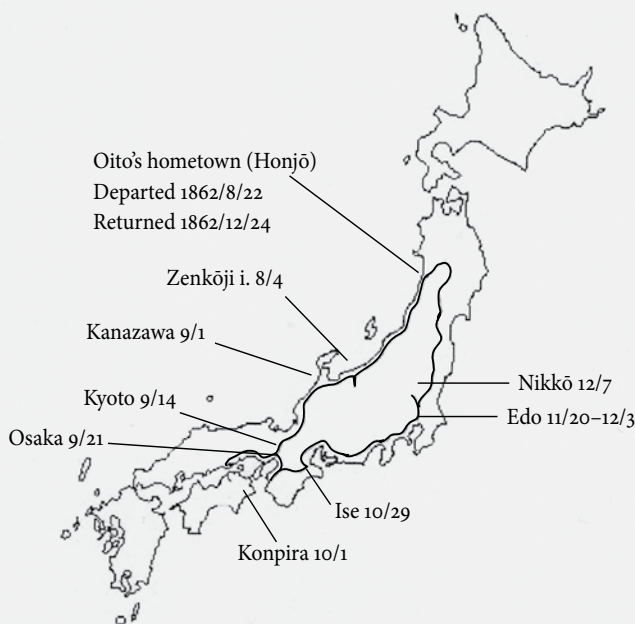 Oito's hometown (Honjō)
Departed 1862/8/22
Returned 1862/12/24
Zenkōji i. 8/4
Kanazawa 9/1
Kyoto 9/14
Nikkō 12/7
Osaka 9/21
Edo 11/20–12/3
Ise 10/29
Konpira 10/1